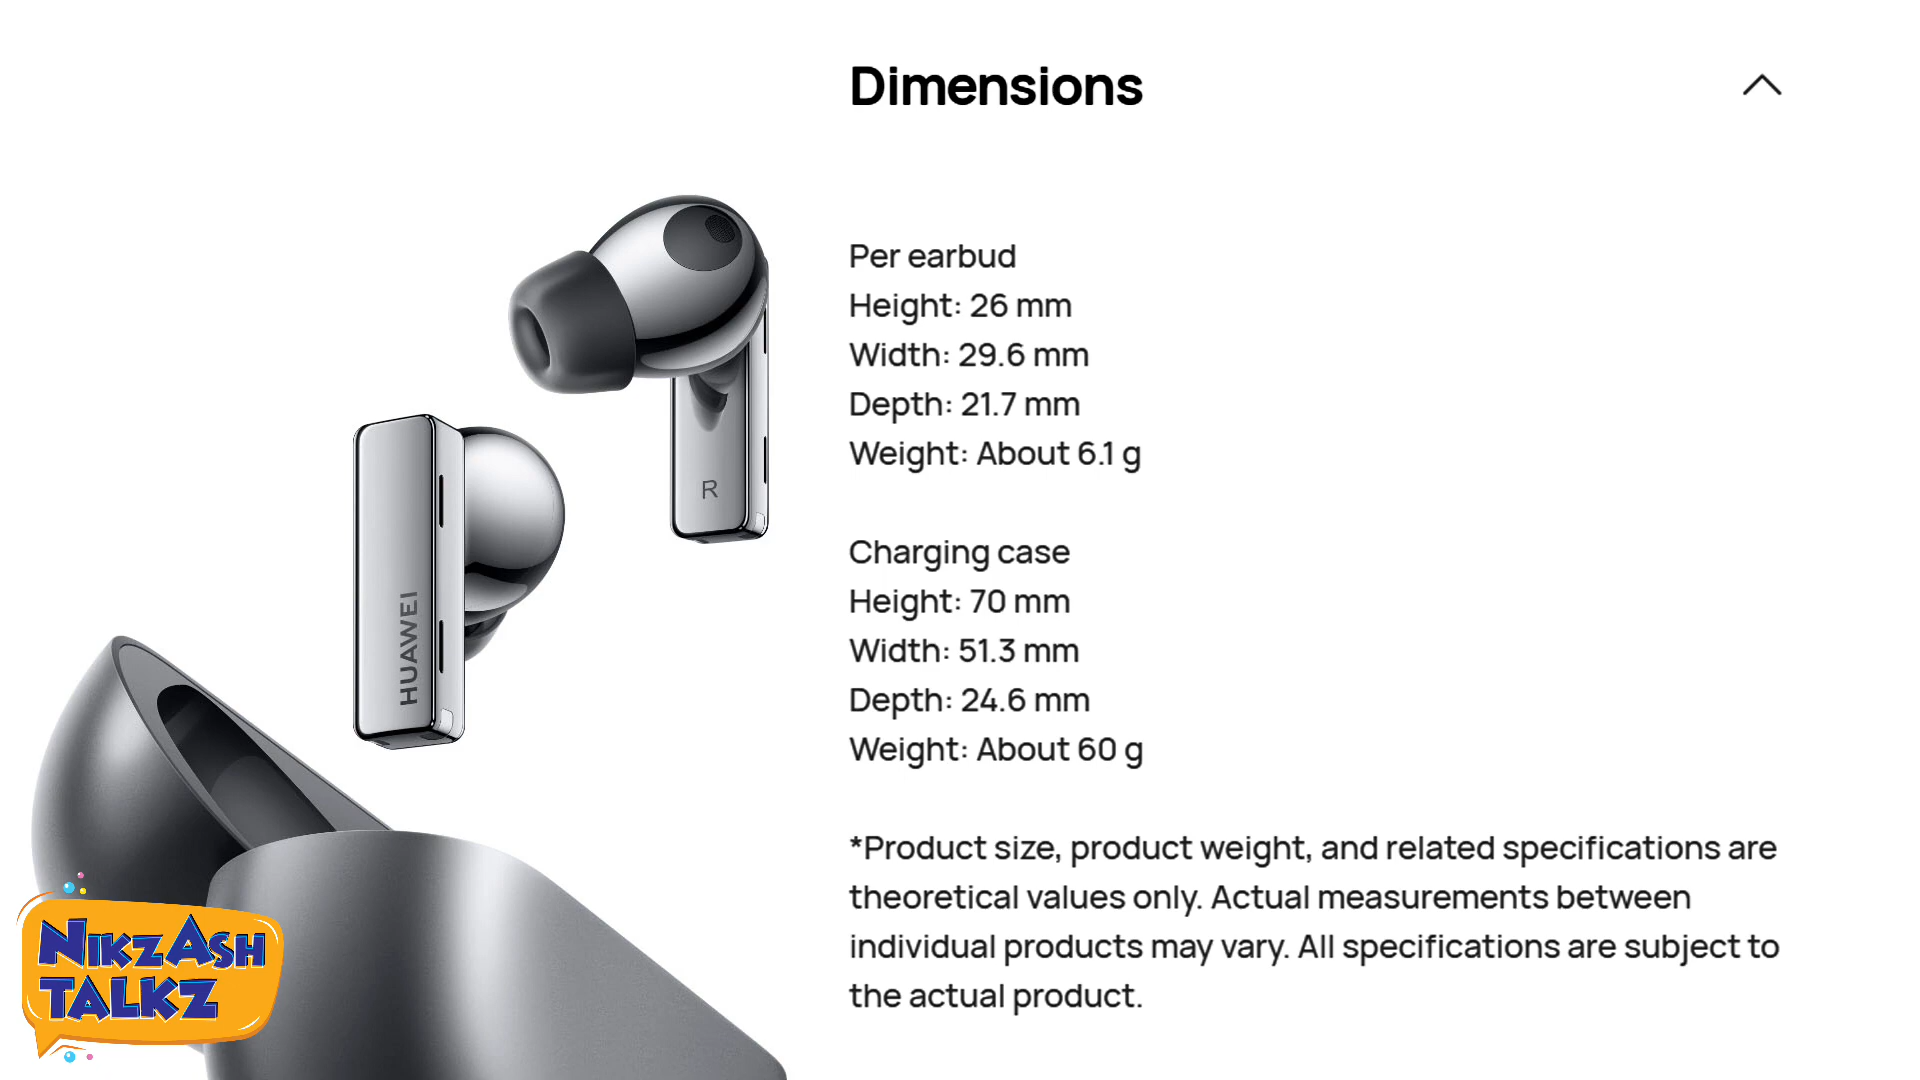 Dimensions
Per earbud
Height: 26 mm
Width: 29.6 mm
Depth: 21.7 mm
Weight: About 6.1 g
Charging case
Height: 70 mm
Width: 51.3 mm
Depth: 24.6 mm
Weight: About 60 g
*Product size, product weight, and related specifications are
theoretical values only. Actual measurements between
individual products may vary. All specifications are subject to
the actual product.
R
HUAWEI
NIKZASH
TALKZ